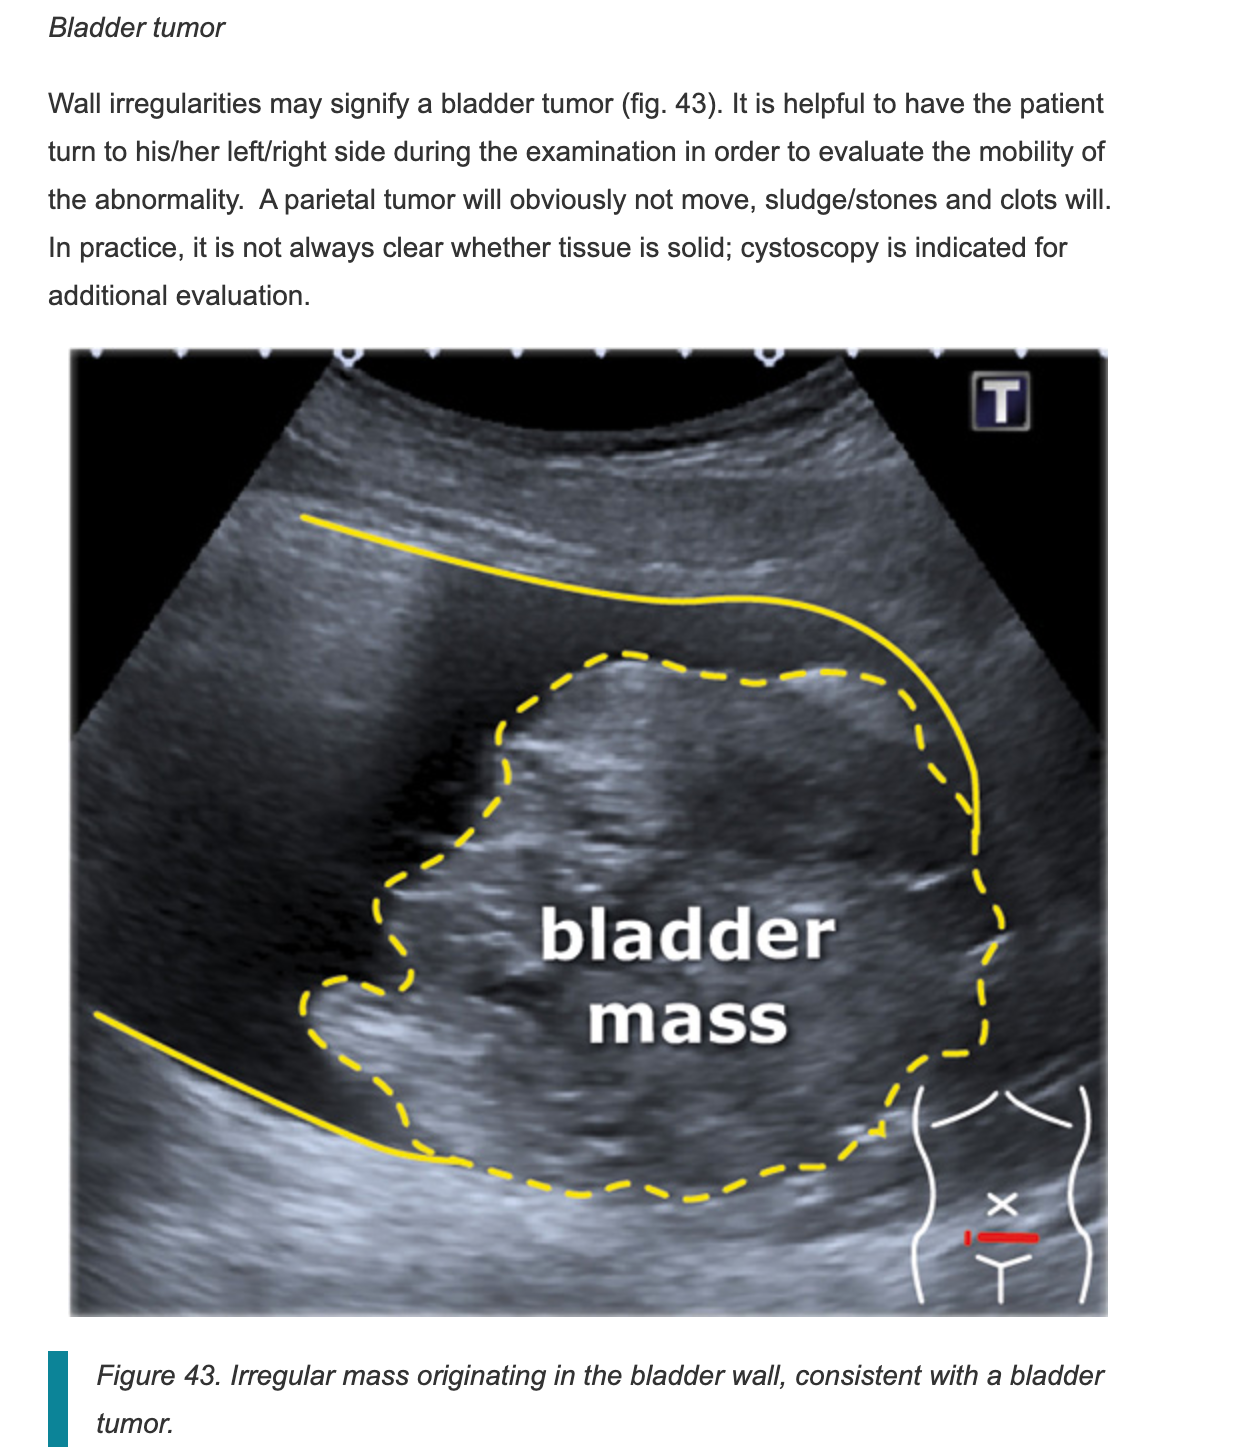 Bladder tumor
Wall irregularities may signify a bladder tumor (fig. 43). It is helpful to have the patient
turn to his/her left/right side during the examination in order to evaluate the mobility of
the abnormality.  A parietal tumor will obviously not move, sludge/stones and clots will.
In practice, it is not always clear whether tissue is solid; cystoscopy is indicated for
additional evaluation.
T
bladder
mass
Figure 43. Irregular mass originating in the bladder wall, consistent with a bladder
tumor.